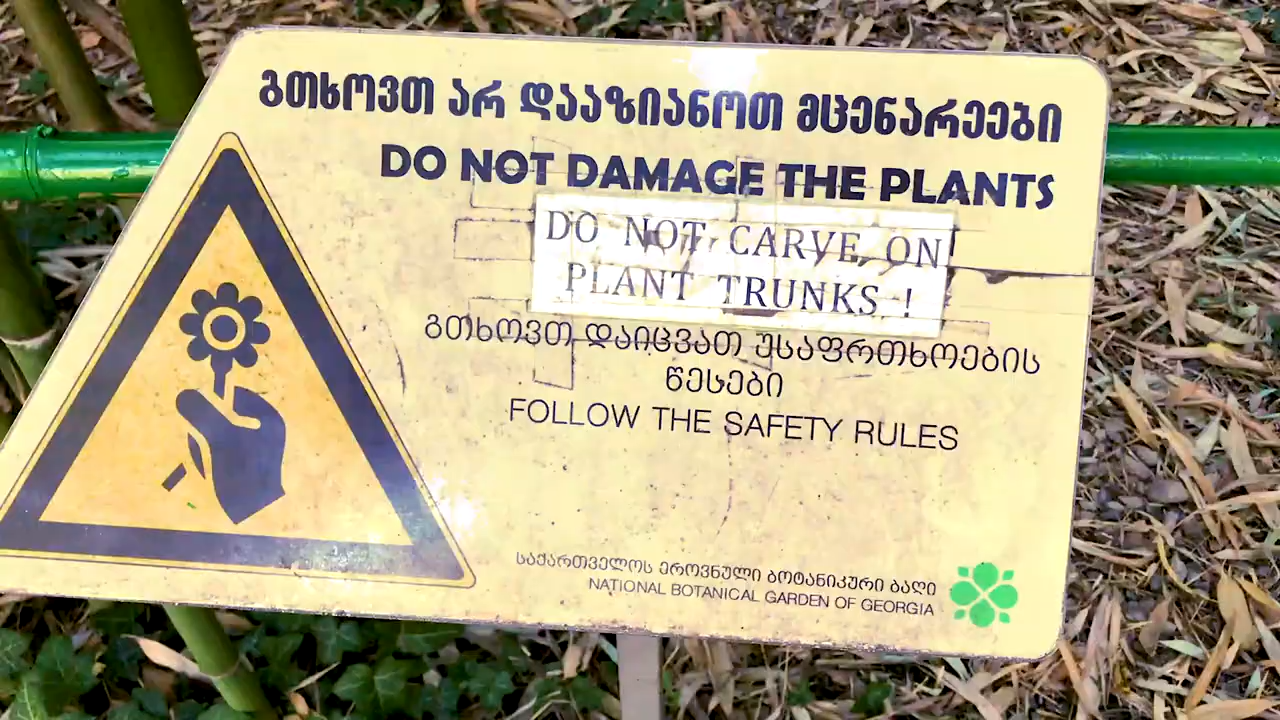 გთხოვთ არ დააზიანოთ მცენარეები
DO NOT DAMAGE THE PLANTS
DO NOT CARVE ON
PLANT TRUNKS !
გთხოვთ დაიცვათ უსაფრთხოების
წესები
FOLLOW THE SAFETY RULES
საქართველოს ეროვნული ბოტანიკური ბაღი
NATIONAL BOTANICAL GARDEN OF GEORGIA